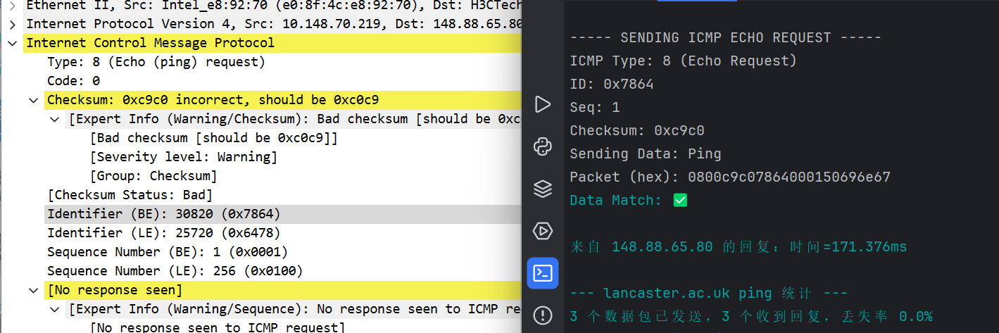 Ethernet II, Src: Intel_e8:92:70 (e0:8f:4c:e8:92:70), Dst: H3CTech
Internet Protocol Version 4, Src: 10.148.70.219, Dst: 148.88.65.80
Internet Control Message Protocol
Type: 8 (Echo (ping) request)
Code: 0
Checksum: 0xc9c0 incorrect, should be 0xc0c9
[Expert Info (Warning/Checksum): Bad checksum [should be 0xc
[Bad checksum [should be 0xc0c9]]
[Severity level: Warning]
[Group: Checksum]
[Checksum Status: Bad]
Identifier (BE): 30820 (0x7864)
Identifier (LE): 25720 (0x6478)
Sequence Number (BE): 1 (0x0001)
Sequence Number (LE): 256 (0x0100)
[No response seen]
[Expert Info (Warning/Sequence): No response seen to ICMP re
[No response seen to ICMP request]
----- SENDING ICMP ECHO REQUEST -----
ICMP Type: 8 (Echo Request)
ID: 0x7864
Seq: 1
Checksum: 0xc9c0
Sending Data: Ping
Packet (hex): 0800c9c07864000150696e67
Data Match: ✅
来自 148.88.65.80 的回复：时间=171.376ms
--- lancaster.ac.uk ping 统计 ---
3 个数据包已发送，3 个收到回复，丢失率 0.0%